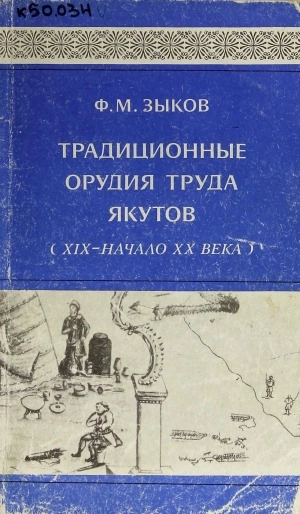 к50.034
Ф. М. ЗЫКОВ
ТРАДИЦИОННЫЕ
ОРУДИЯ ТРУДА
ЯКУТОВ
( XIX–НАЧАЛО XX ВЕКА )